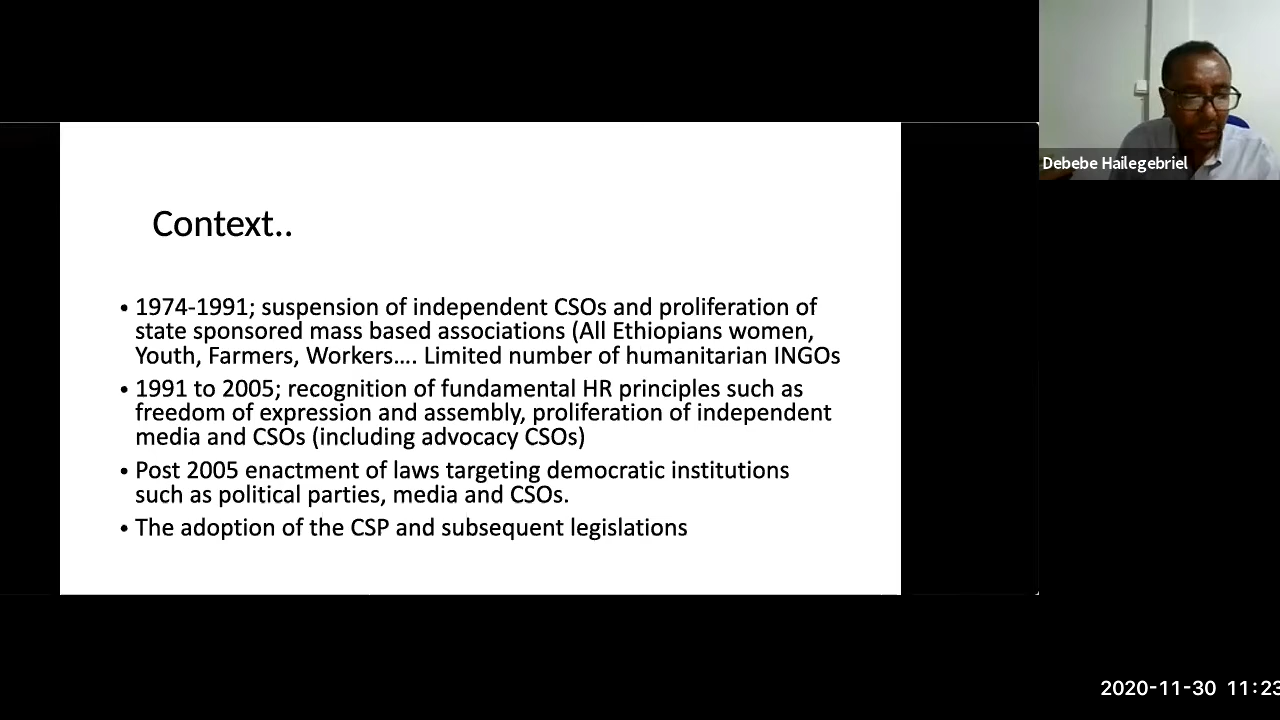 Debebe Hailegebriel
Context..
• 1974-1991; suspension of independent CSOs and proliferation of
state sponsored mass based associations (All Ethiopians women,
Youth, Farmers, Workers…. Limited number of humanitarian INGOs
• 1991 to 2005; recognition of fundamental HR principles such as
freedom of expression and assembly, proliferation of independent
media and CSOs (including advocacy CSOs)
• Post 2005 enactment of laws targeting democratic institutions
such as political parties, media and CSOs.
• The adoption of the CSP and subsequent legislations
2020-11-30 11:23